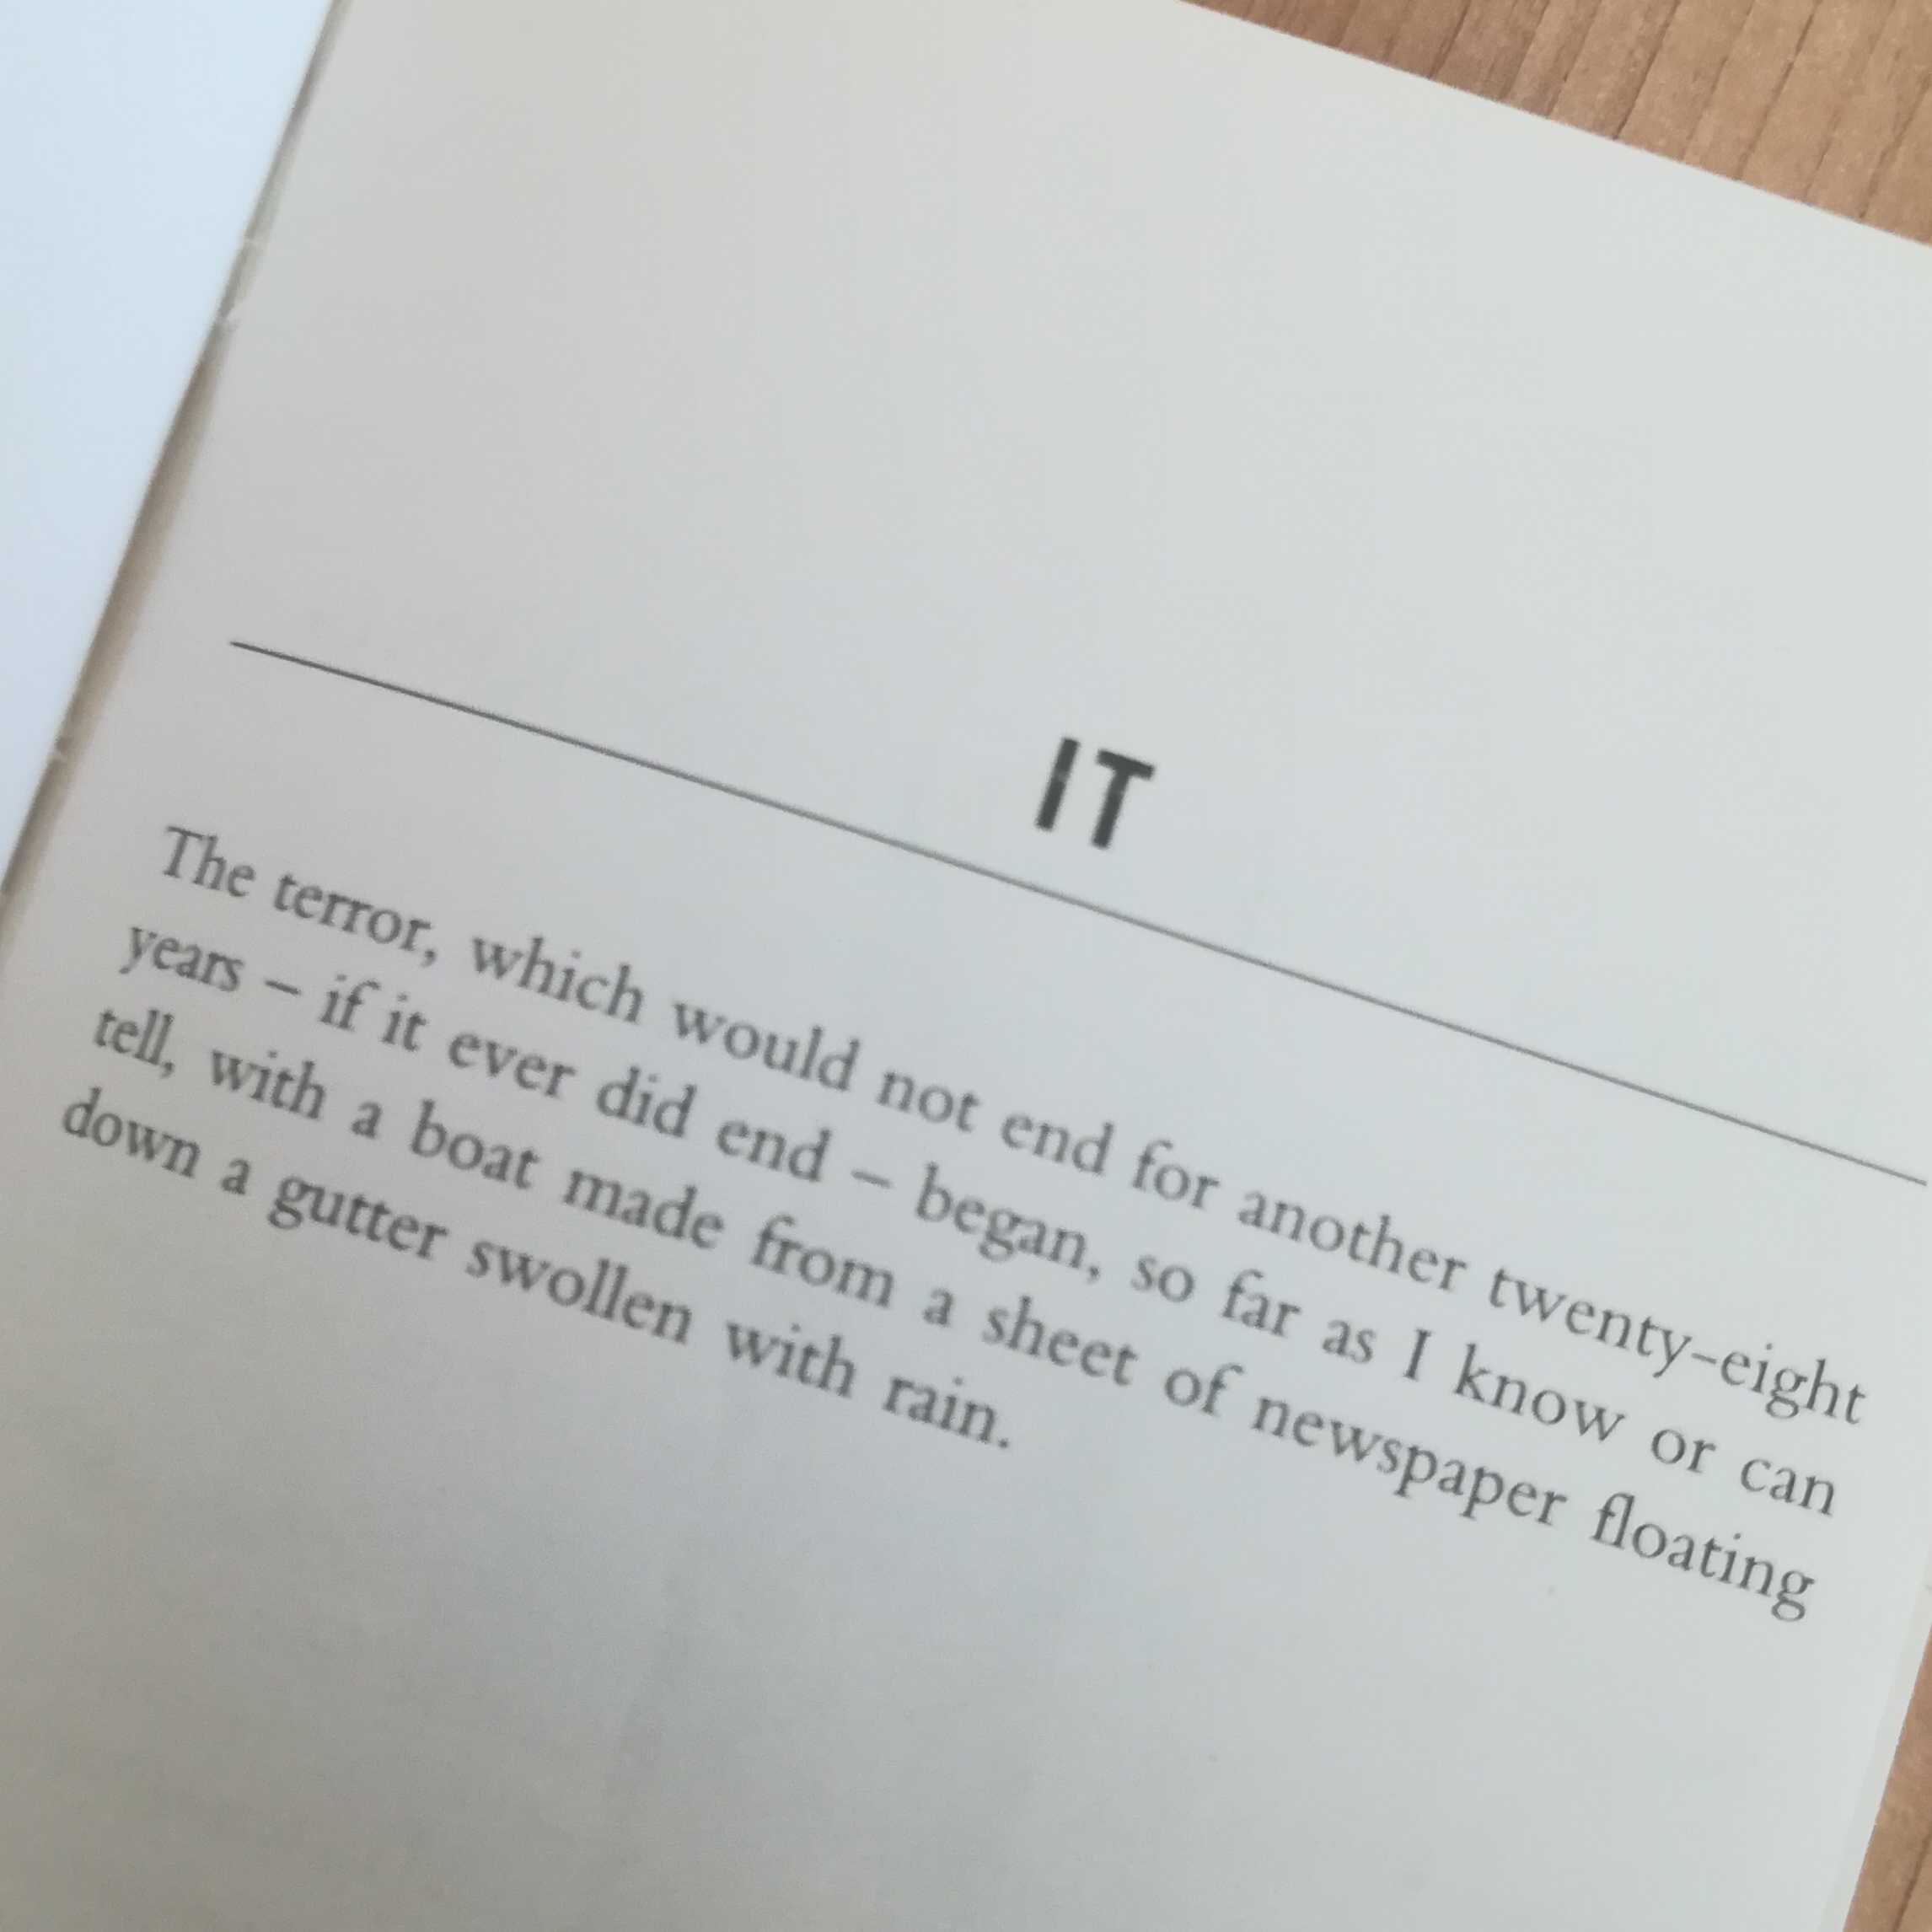 IT
The terror, which would not end for another twenty-eight
years – if it ever did end – began, so far as I know or can
tell, with a boat made from a sheet of newspaper floating
down a gutter swollen with rain.